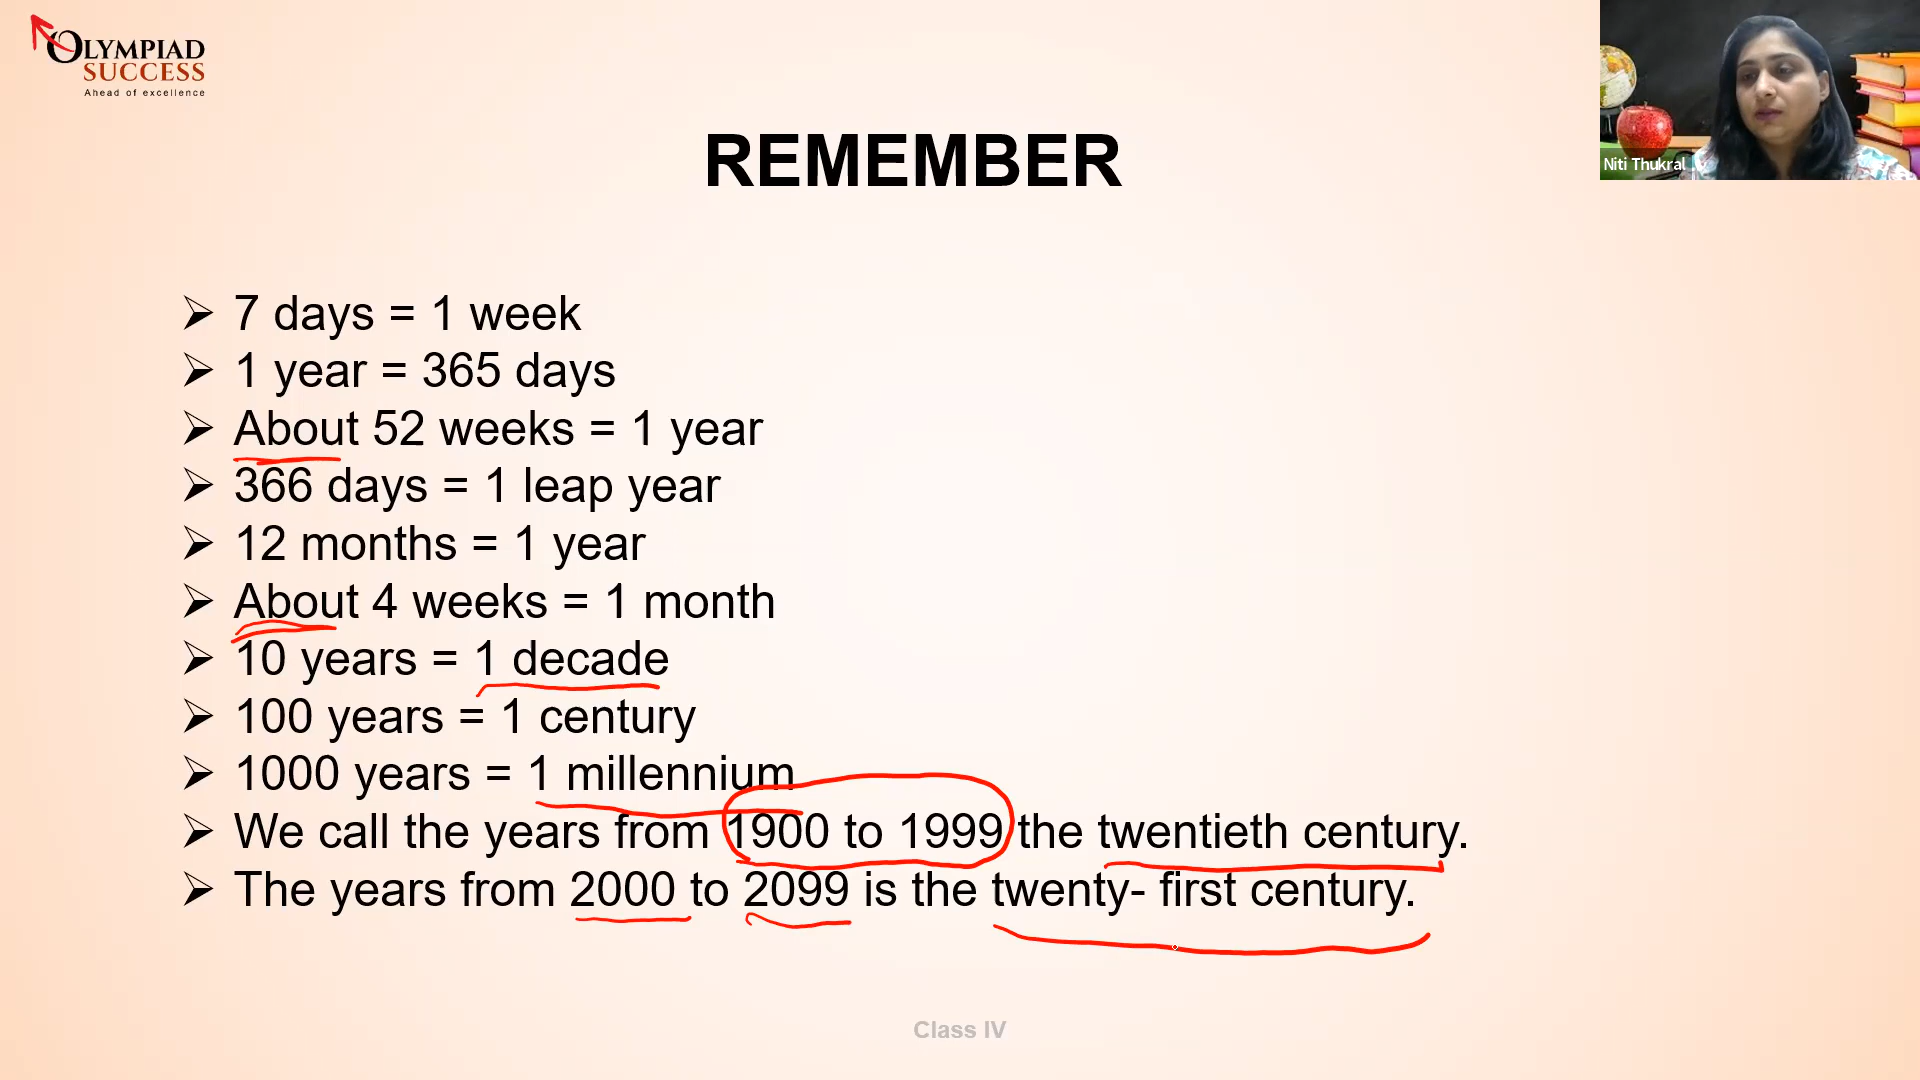 OLYMPIAD
SUCCESS
Ahead of excellence
Niti Thukral
REMEMBER
➢ 7 days = 1 week
➢ 1 year = 365 days
➢ About 52 weeks = 1 year
➢ 366 days = 1 leap year
➢ 12 months = 1 year
➢ About 4 weeks = 1 month
➢ 10 years = 1 decade
➢ 100 years = 1 century
➢ 1000 years = 1 millennium
➢ We call the years from 1900 to 1999 the twentieth century.
➢ The years from 2000 to 2099 is the twenty- first century.
Class IV